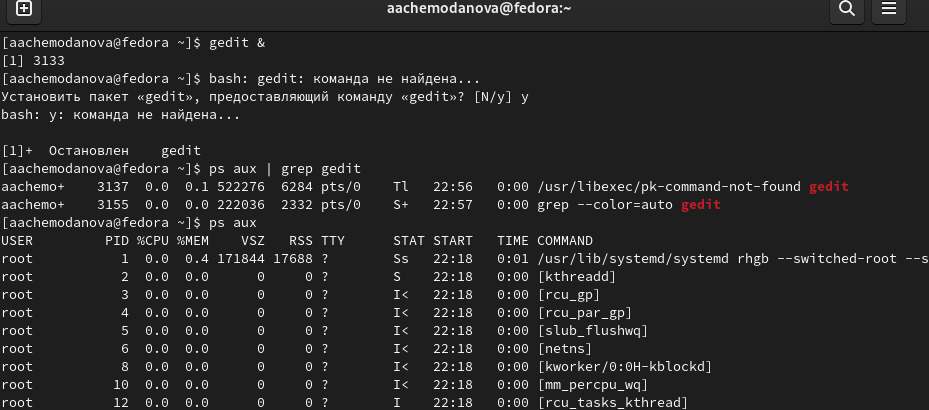 aachemodanova@fedora:~
[aachemodanova@fedora ~]$ gedit &
[1] 3133
[aachemodanova@fedora ~]$ bash: gedit: команда не найдена...
Установить пакет «gedit», предоставляющий команду «gedit»? [N/y] y
bash: y: команда не найдена...
[1]+  Остановлен    gedit
[aachemodanova@fedora ~]$ ps aux | grep gedit
aachemo+    3137  0.0  0.1 522276  6284 pts/0    Tl   22:56   0:00 /usr/libexec/pk-command-not-found gedit
aachemo+    3155  0.0  0.0 222036  2332 pts/0    S+   22:57   0:00 grep --color=auto gedit
[aachemodanova@fedora ~]$ ps aux
USER         PID %CPU %MEM    VSZ   RSS TTY      STAT START   TIME COMMAND
root           1  0.0  0.4 171844 17688 ?        Ss   22:18   0:01 /usr/lib/systemd/systemd rhgb --switched-root --s
root           2  0.0  0.0      0     0 ?        S    22:18   0:00 [kthreadd]
root           3  0.0  0.0      0     0 ?        I<   22:18   0:00 [rcu_gp]
root           4  0.0  0.0      0     0 ?        I<   22:18   0:00 [rcu_par_gp]
root           5  0.0  0.0      0     0 ?        I<   22:18   0:00 [slub_flushwq]
root           6  0.0  0.0      0     0 ?        I<   22:18   0:00 [netns]
root           8  0.0  0.0      0     0 ?        I<   22:18   0:00 [kworker/0:0H-kblockd]
root          10  0.0  0.0      0     0 ?        I<   22:18   0:00 [mm_percpu_wq]
root          12  0.0  0.0      0     0 ?        I    22:18   0:00 [rcu_tasks_kthread]